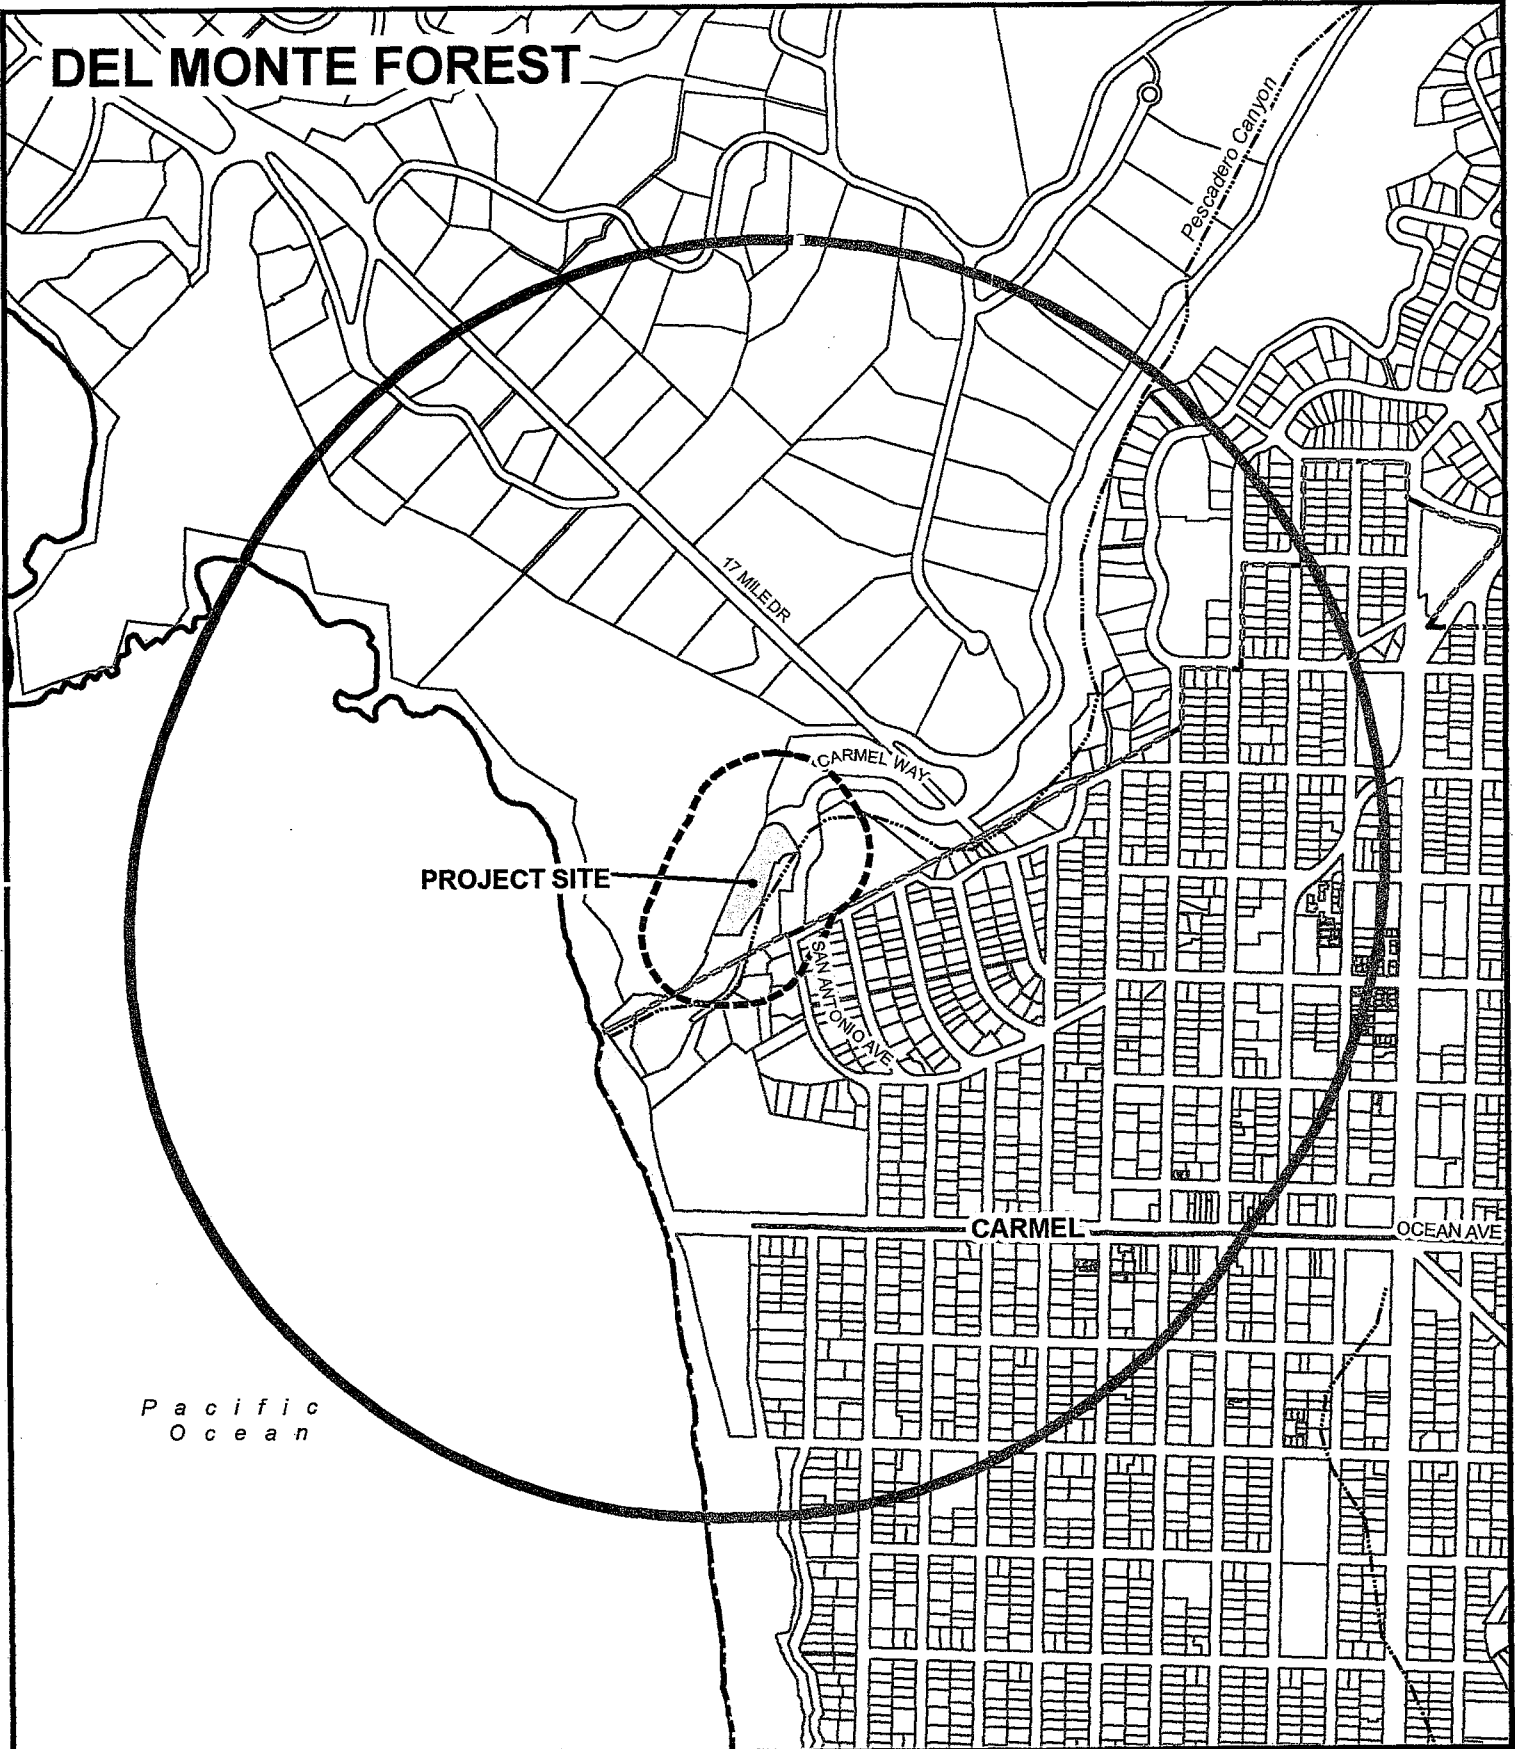 DEL MONTE FOREST
Pescadero Canyon
17 MILE DR
CARMEL WAY
PROJECT SITE
SAN ANTONIO AVE
CARMEL
OCEAN AVE
Pacific
Ocean